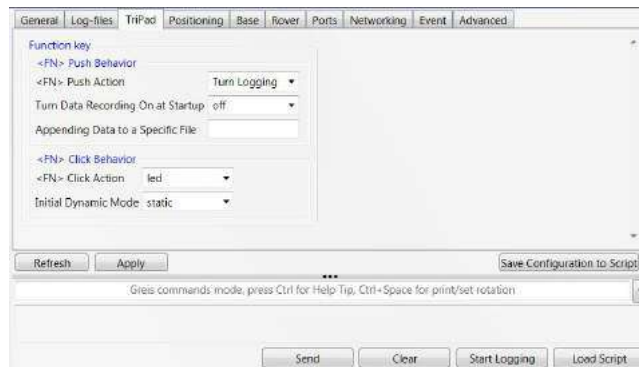 General Log-files TriPad Positioning Base Rover Ports Networking Event Advanced
Function key
<FN> Push Behavior
<FN> Push Action Turn Logging
Turn Data Recording On at Startup off
Appending Data to a Specific File
<FN> Click Behavior
<FN> Click Action led
Initial Dynamic Mode static
Refresh Apply Save Configuration to Script
Greis commands mode, press Ctrl for Help Tip, Ctrl+Space for print/set rotation
Send Clear Start Logging Load Script